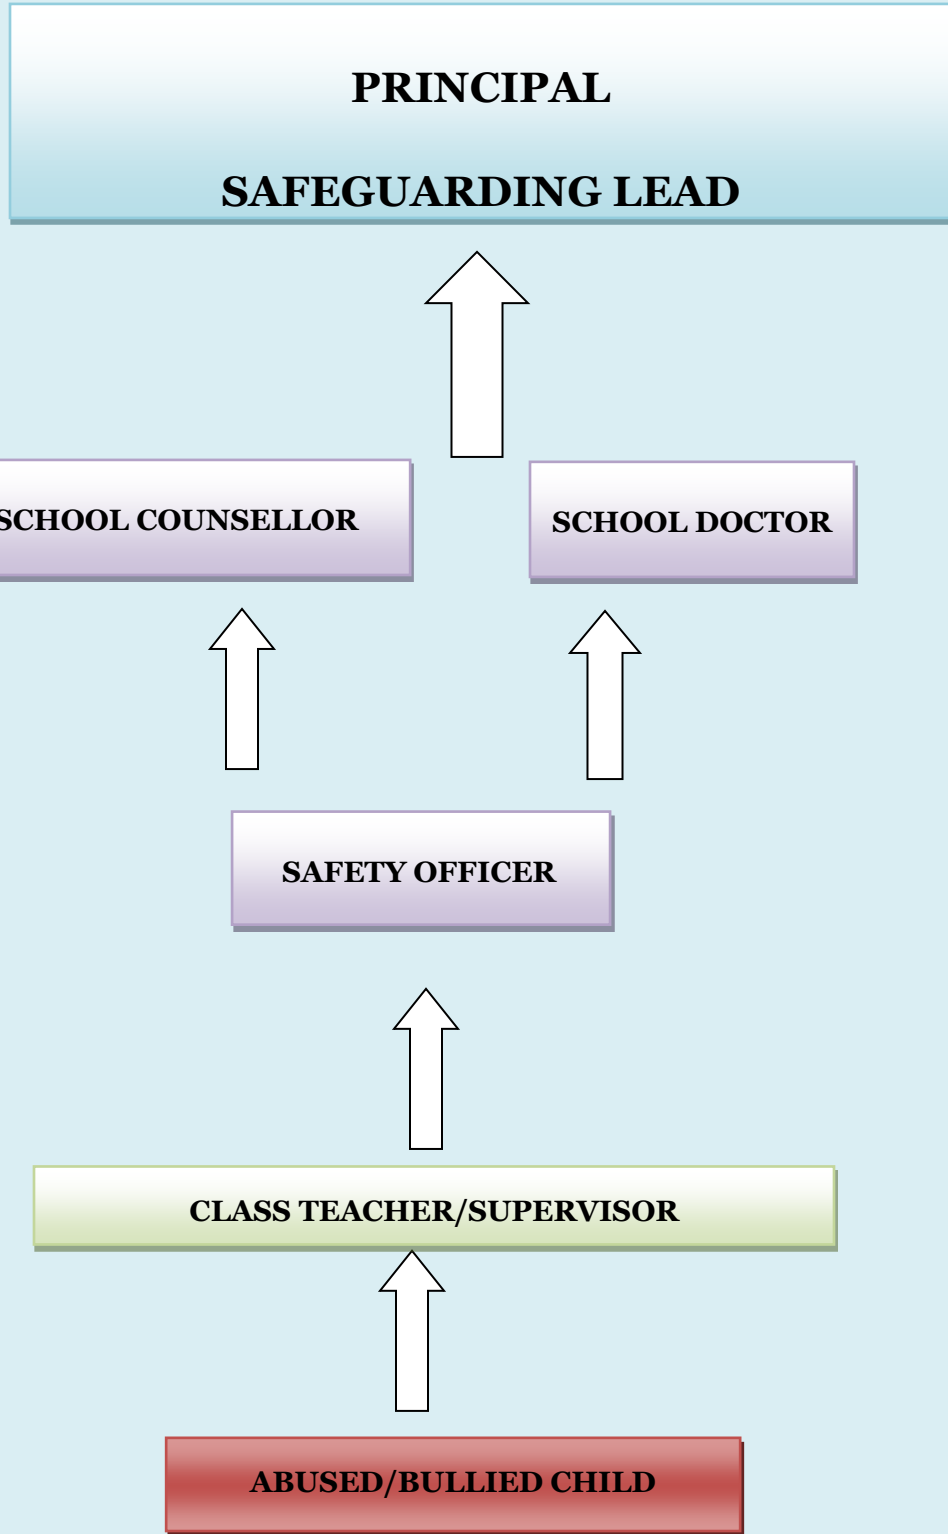 PRINCIPAL
SAFEGUARDING LEAD
SCHOOL COUNSELLOR
SCHOOL DOCTOR
SAFETY OFFICER
CLASS TEACHER/SUPERVISOR
ABUSED/BULLIED CHILD